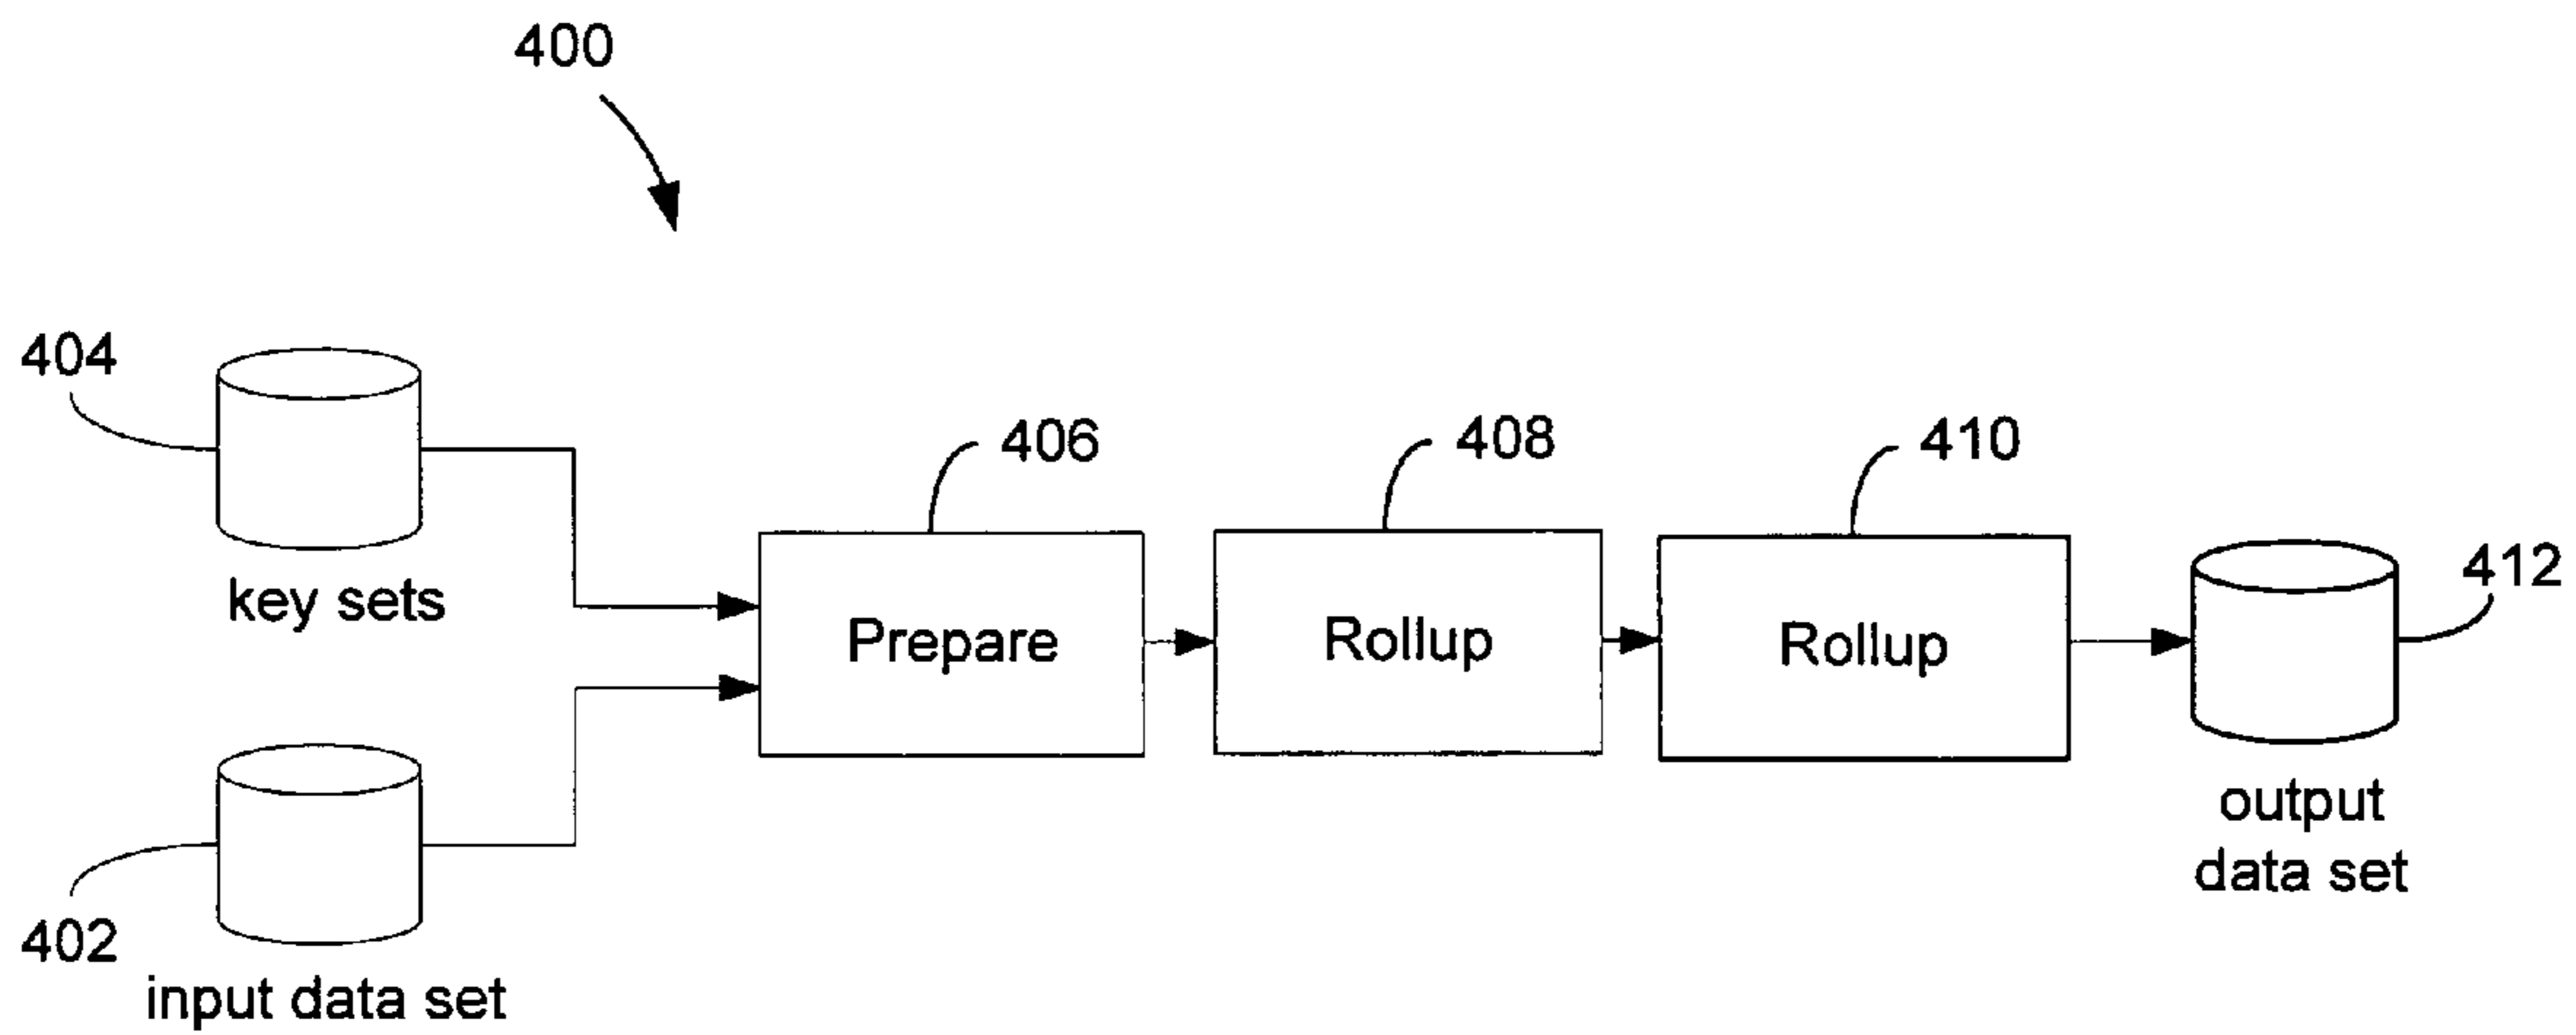 400
404
key sets
406
408
410
Prepare
Rollup
Rollup
412
output
data set
402
input data set